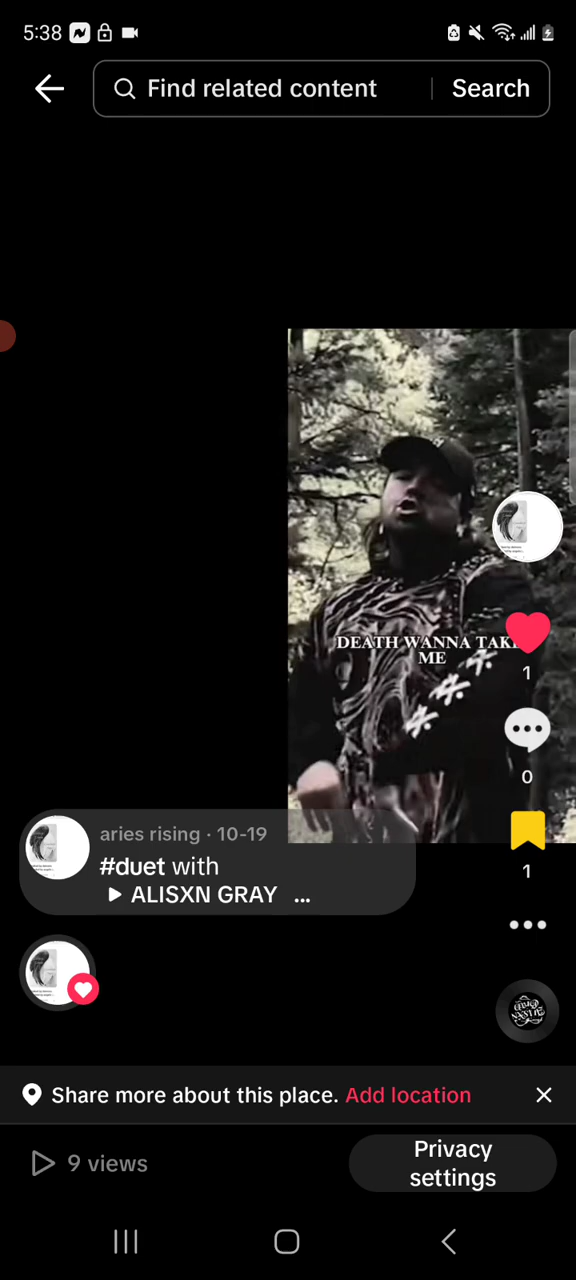 5:38
Find related content
Search
DEATH WANNA TAKE
ME
1
0
1
aries rising · 10-19
#duet with
ALISXN GRAY ...
Share more about this place. Add location
9 views
Privacy
settings